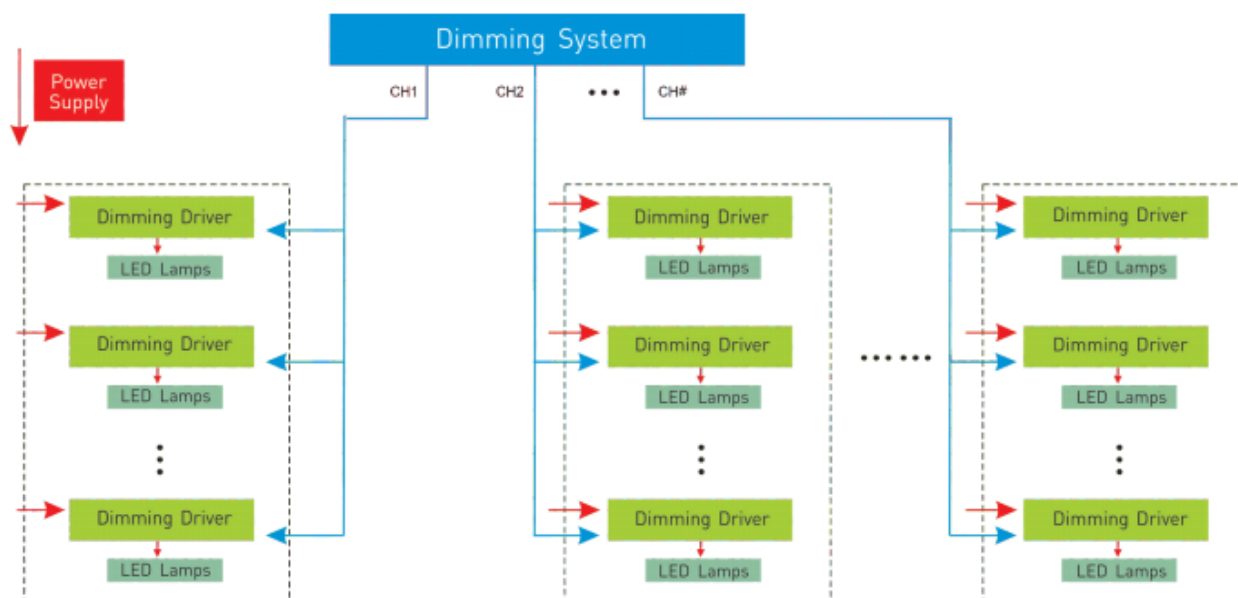 Dimming System
Power
Supply
CH1
CH2
CH#
Dimming Driver
Dimming Driver
Dimming Driver
LED Lamps
LED Lamps
LED Lamps
Dimming Driver
Dimming Driver
Dimming Driver
LED Lamps
LED Lamps
LED Lamps
Dimming Driver
Dimming Driver
Dimming Driver
LED Lamps
LED Lamps
LED Lamps